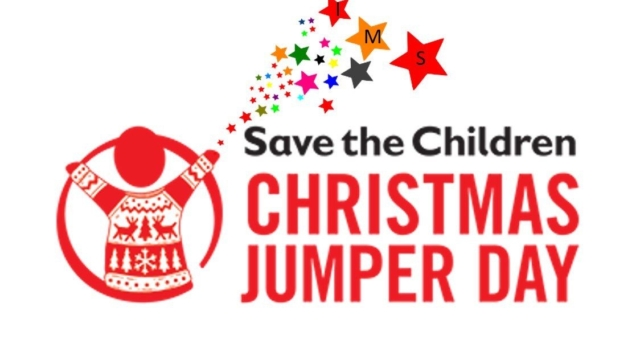 I
M
S
Save the Children
CHRISTMAS
JUMPER DAY